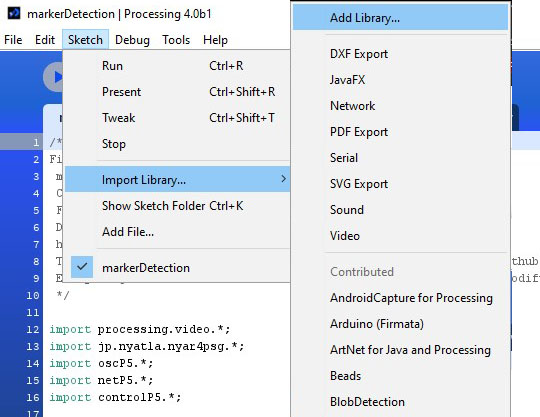 markerDetection | Processing 4.0b1
File Edit Sketch Debug Tools Help
Run Ctrl+R
Present Ctrl+Shift+R
Tweak Ctrl+Shift+T
Stop
Import Library...
Show Sketch Folder Ctrl+K
Add File...
markerDetection
Add Library...
DXF Export
JavaFX
Network
PDF Export
Serial
SVG Export
Sound
Video
Contributed
AndroidCapture for Processing
Arduino (Firmata)
ArtNet for Java and Processing
Beads
BlobDetection
1 /*
2 Fi
3
4
5
6
7
8
9
10 */
11
12 import processing.video.*;
13 import jp.nyatla.nyar4psg.*;
14 import oscP5.*;
15 import netP5.*;
16 import controlP5.*;
17